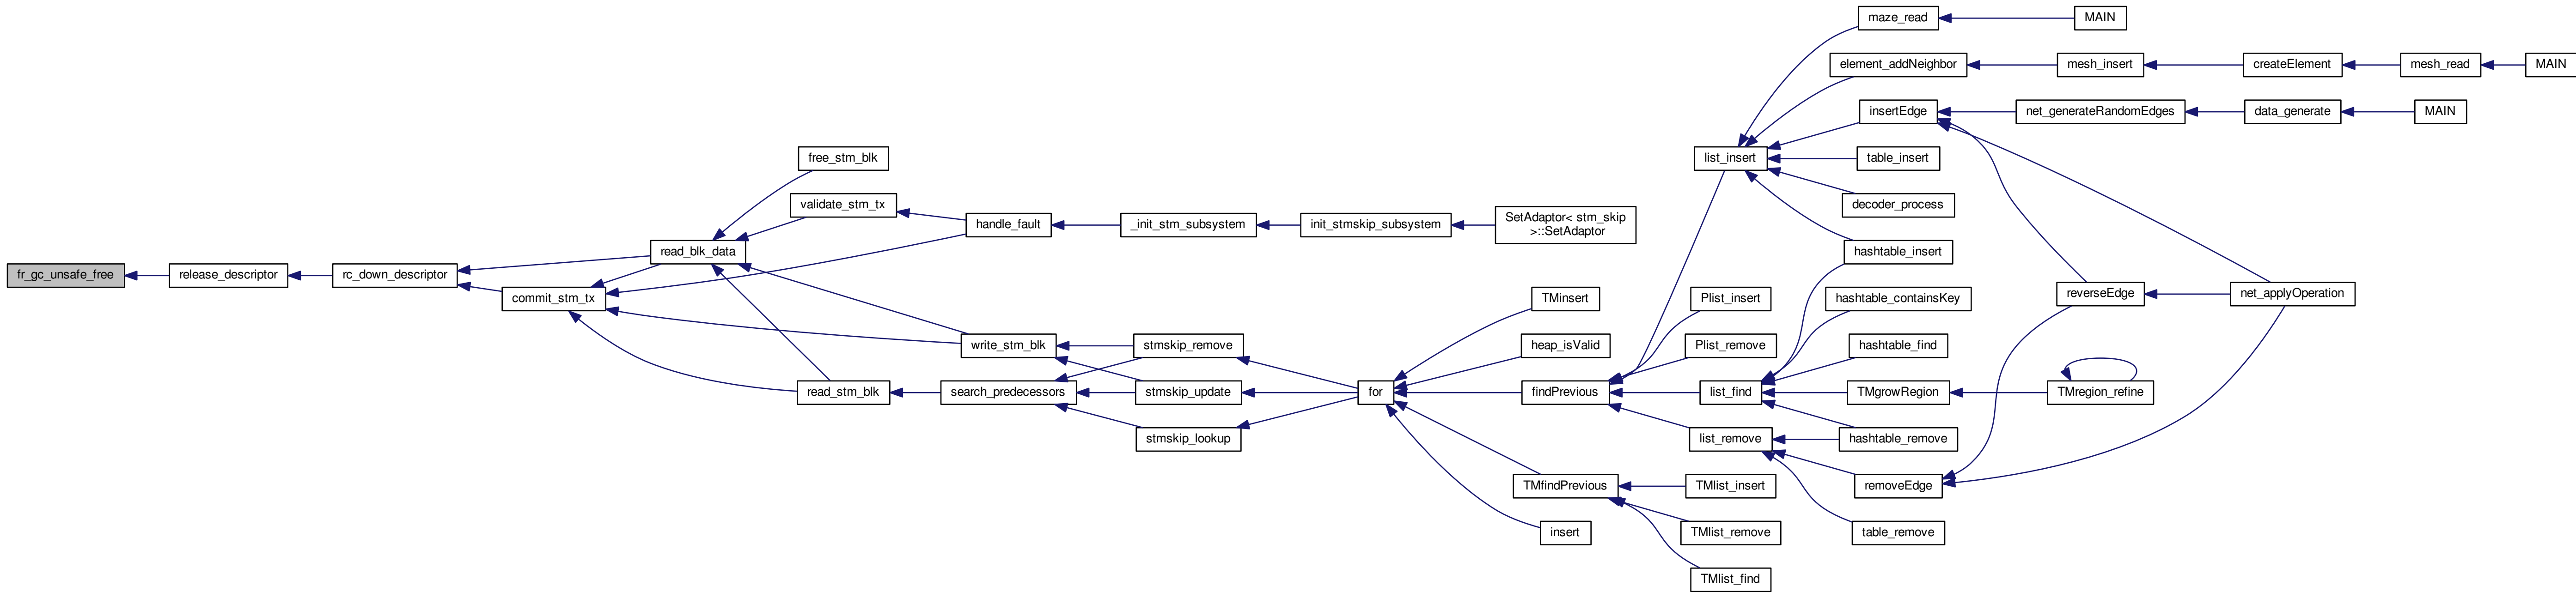 maze_read
MAIN
element_addNeighbor
mesh_insert
createElement
mesh_read
MAIN
insertEdge
net_generateRandomEdges
data_generate
MAIN
free_stm_blk
list_insert
table_insert
validate_stm_tx
decoder_process
handle_fault
_init_stm_subsystem
init_stmskip_subsystem
SetAdaptor< stm_skip
>::SetAdaptor
read_blk_data
hashtable_insert
fr_gc_unsafe_free
release_descriptor
rc_down_descriptor
commit_stm_tx
TMinsert
Plist_insert
hashtable_containsKey
reverseEdge
net_applyOperation
write_stm_blk
stmskip_remove
heap_isValid
Plist_remove
hashtable_find
read_stm_blk
search_predecessors
stmskip_update
for
findPrevious
list_find
TMgrowRegion
TMregion_refine
stmskip_lookup
list_remove
hashtable_remove
TMfindPrevious
TMlist_insert
removeEdge
insert
TMlist_remove
table_remove
TMlist_find